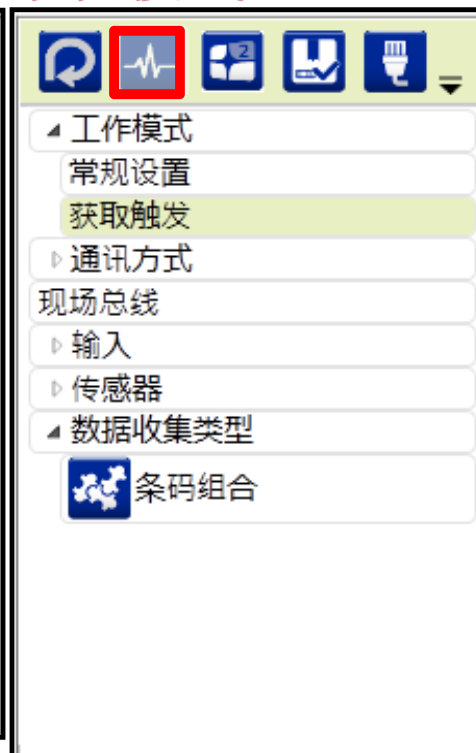 2
工作模式
常规设置
获取触发
通讯方式
现场总线
输入
传感器
数据收集类型
条码组合